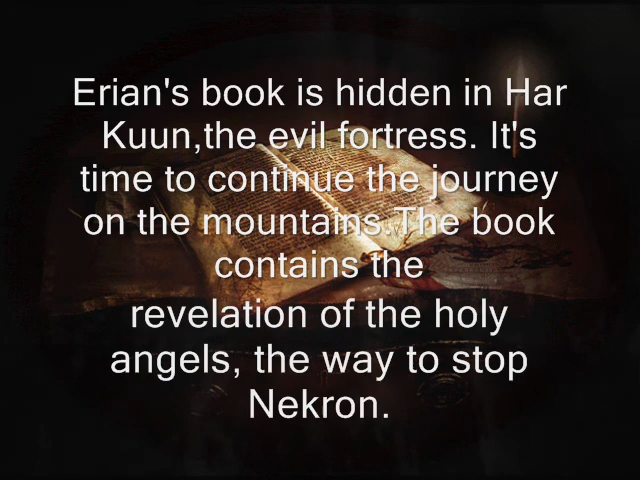 Erian's book is hidden in Har
Kuun,the evil fortress. It's
time to continue the journey
on the mountains.The book
contains the
revelation of the holy
angels, the way to stop
Nekron.